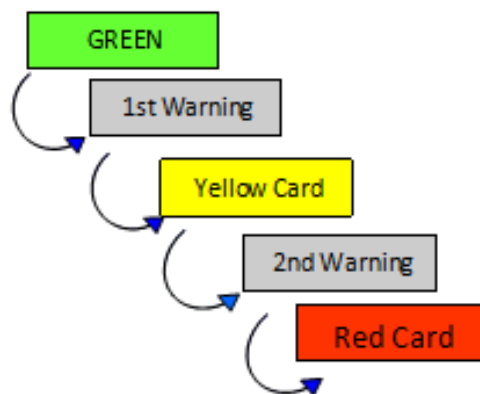 GREEN
1st Warning
Yellow Card
2nd Warning
Red Card